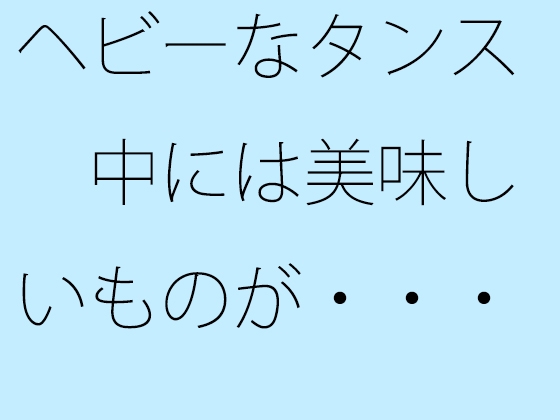 ヘビーなタンス
中には美味し
いものが・・・